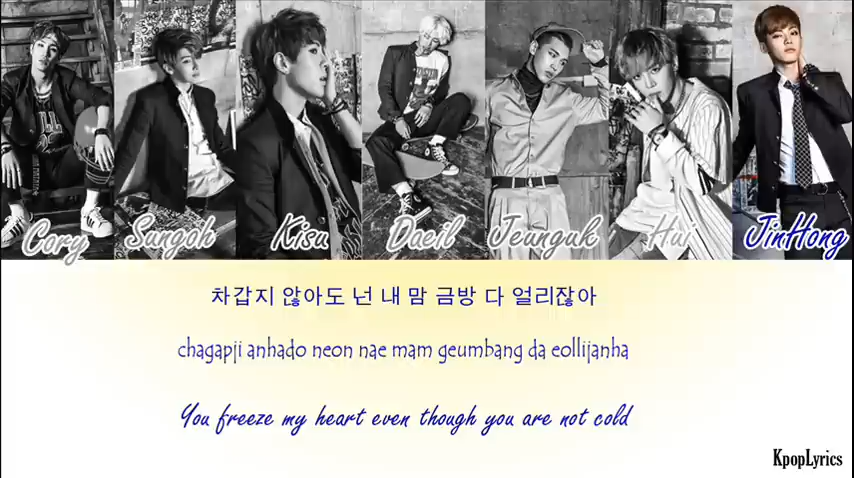 Cory Sangoh Kisu Daeil Jeunguk Hui JinHong
차갑지 않아도 넌 내 맘 금방 다 얼리잖아
chagapji anhado neon nae mam geumbang da eollijanha
You freeze my heart even though you are not cold
KpopLyrics